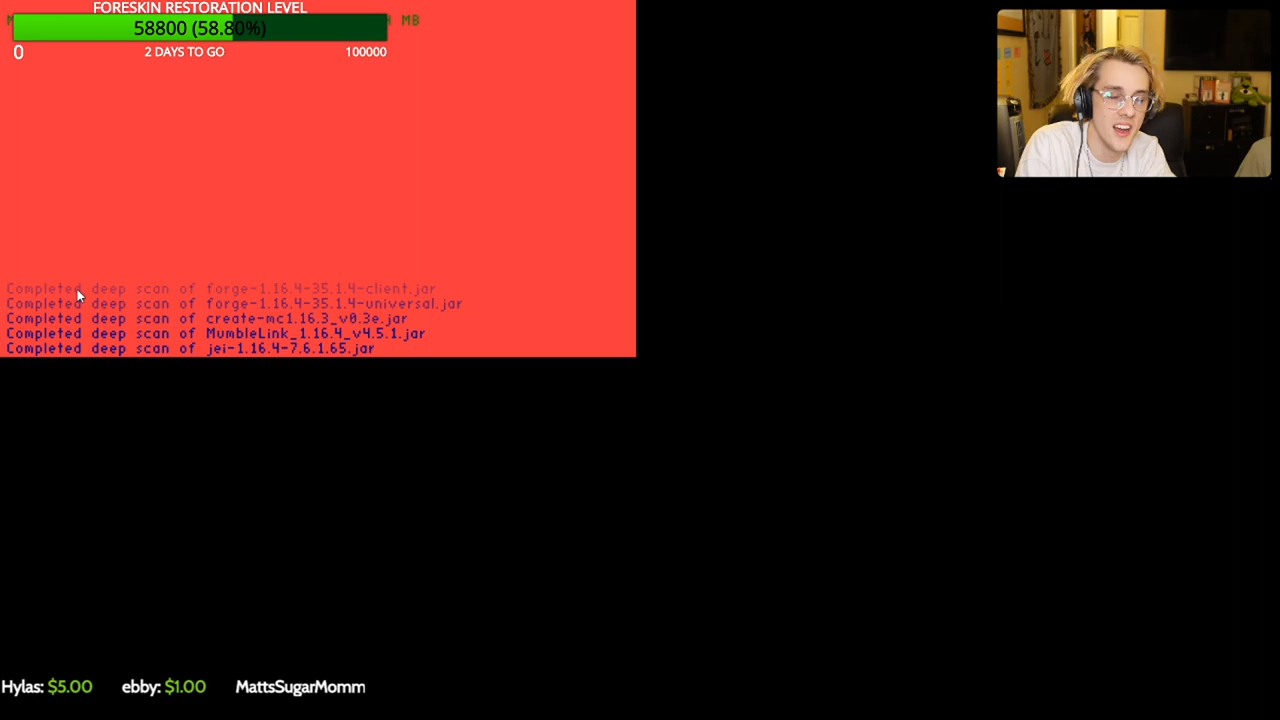 FORESKIN RESTORATION LEVEL
MB
58800 (58.80%)
0 2 DAYS TO GO 100000
Completed deep scan of forge-1.16.4-35.1.4-client.jar
Completed deep scan of forge-1.16.4-35.1.4-universal.jar
Completed deep scan of create-mc1.16.3_v0.3e.jar
Completed deep scan of MumbleLink_1.16.4_v4.5.1.jar
Completed deep scan of jei-1.16.4-7.6.1.65.jar
Hylas: $5.00 ebby: $1.00 MattsSugarMomm